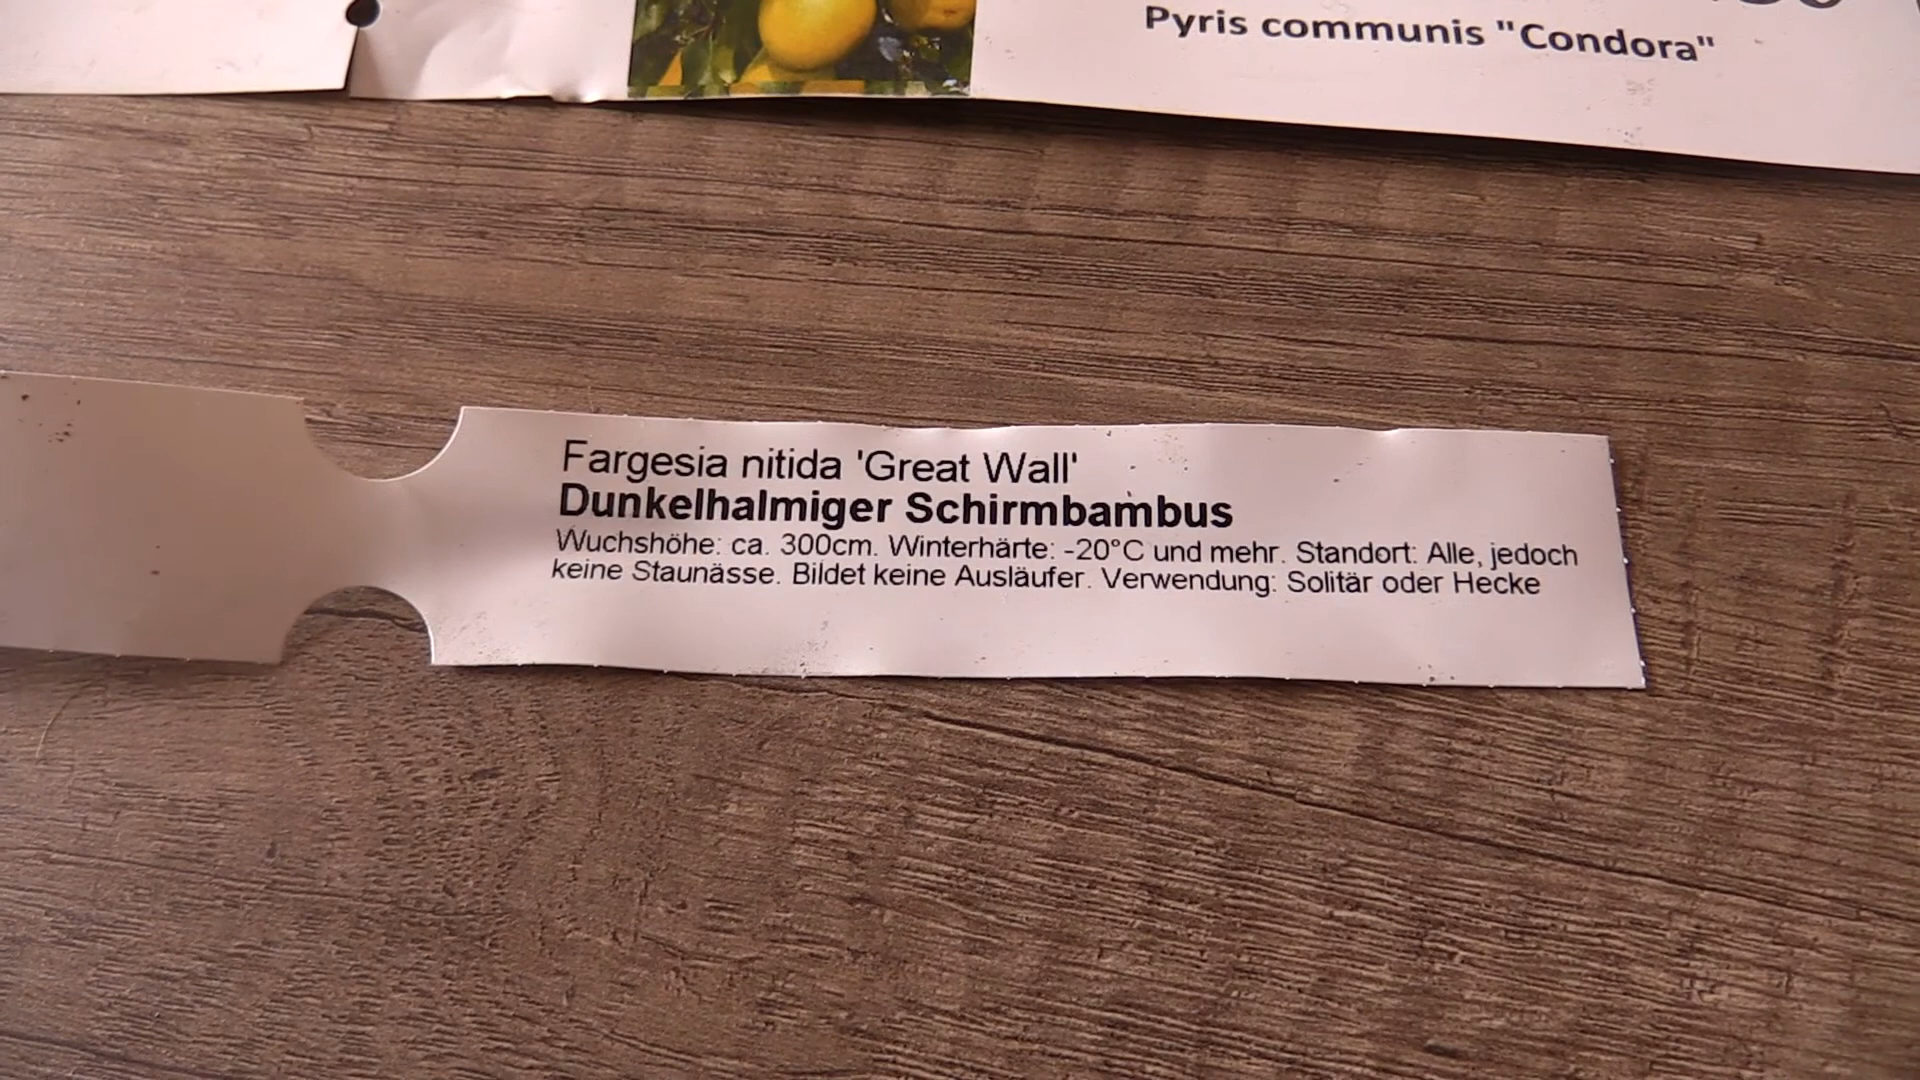 Pyris communis "Condora"
Fargesia nitida 'Great Wall'
Dunkelhalmiger Schirmbambus
Wuchshöhe: ca. 300cm. Winterhärte: -20°C und mehr. Standort: Alle, jedoch
keine Staunässe. Bildet keine Ausläufer. Verwendung: Solitär oder Hecke